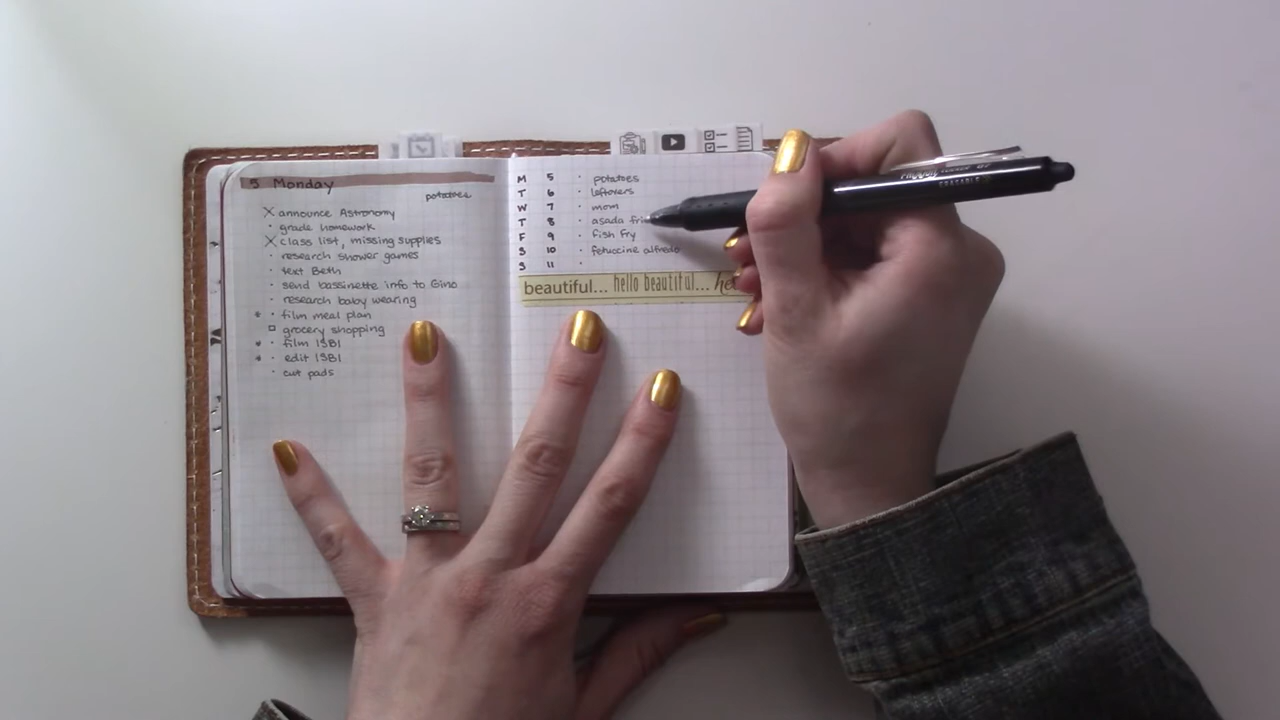 5 Monday
potatoes
X announce Astronomy
· grade homework
X class list, missing supplies
· research shower games
· text Beth
· send bassinette info to Gino
· research baby wearing
* · film meal plan
□ grocery shopping
* · film ISBI
* · edit ISBI
· cut pads
M 5 · potatoes
T 6 · leftovers
W 7 · mom
T 8 · asada
F 9 · fish fry
S 10 · fetuccine alfredo
S 11 ·
beautiful... hello beautiful...
ERASABLE